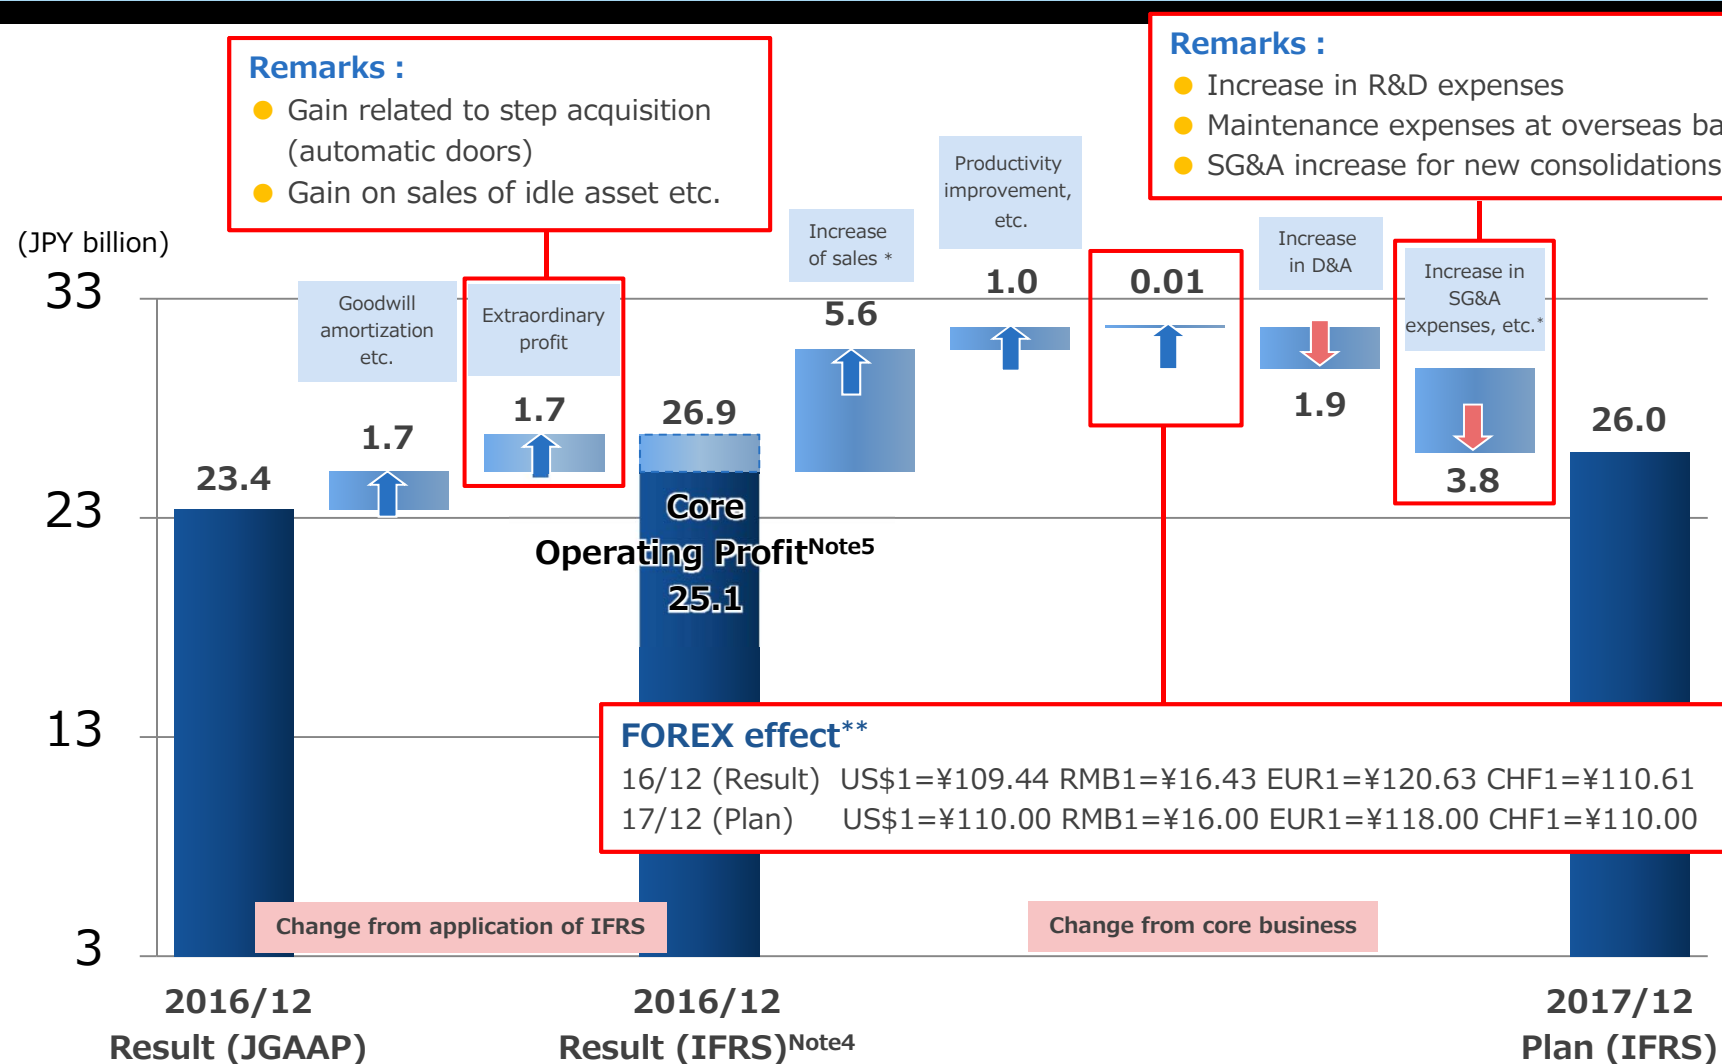 Remarks :
● Gain related to step acquisition
(automatic doors)
● Gain on sales of idle asset etc.
Remarks :
● Increase in R&D expenses
● Maintenance expenses at overseas ba
● SG&A increase for new consolidations
(JPY billion)
33
23
13
3
Goodwill
amortization
etc.
1.7
Extraordinary
profit
1.7
Increase
of sales *
5.6
Productivity
improvement,
etc.
1.0
0.01
Increase
in D&A
1.9
Increase in
SG&A
expenses, etc.*
3.8
23.4
26.9
26.0
Core
Operating Profit Note5
25.1
FOREX effect**
16/12 (Result) US$1=¥109.44 RMB1=¥16.43 EUR1=¥120.63 CHF1=¥110.61
17/12 (Plan) US$1=¥110.00 RMB1=¥16.00 EUR1=¥118.00 CHF1=¥110.00
Change from application of IFRS
Change from core business
2016/12
Result (JGAAP)
2016/12
Result (IFRS) Note4
2017/12
Plan (IFRS)